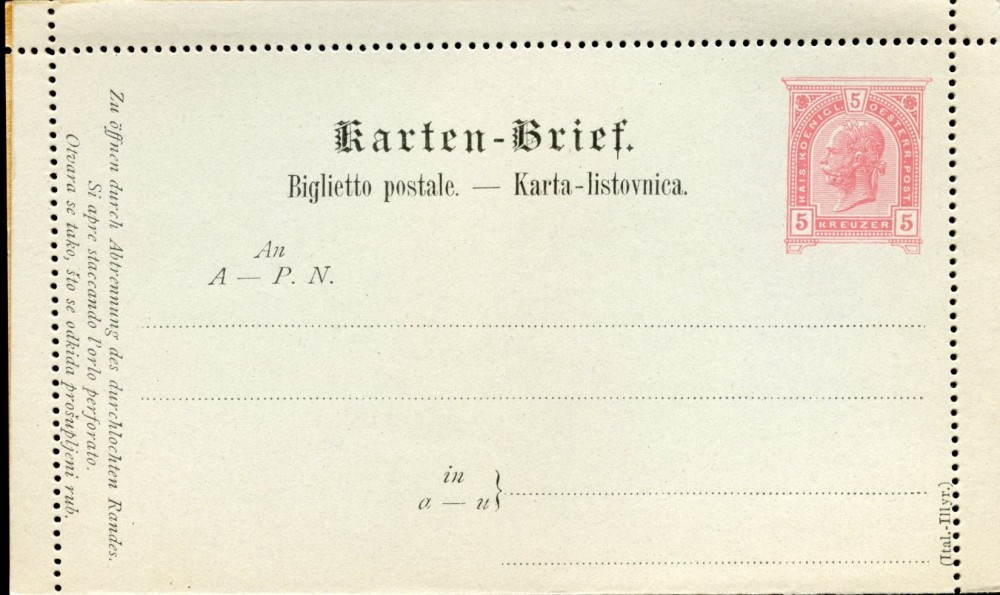 Karten-Brief.
Biglietto postale. — Karta-listovnica.
5
KAIS. KOENIGL. OESTERR. POST.
5 KREUZER 5
An
A — P. N.
in
a — u
Zu öffnen durch Abtrennung des durchlochten Randes.
Si apre staccando l'orlo perforato.
Otvara se tako, što se odkida prošupljeni rub.
(Ital.-Illyr.)